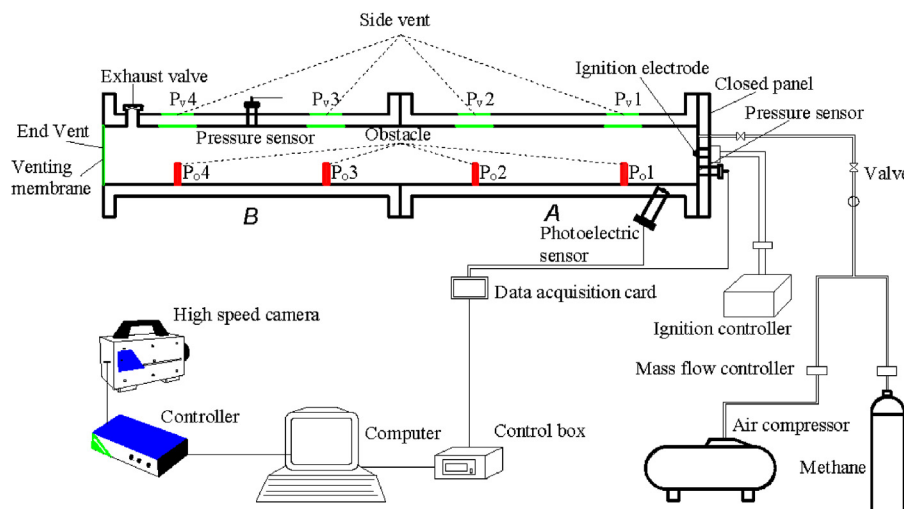 Side vent
Exhaust valve
Ignition electrode
Closed panel
Pv4
Pv3
Pv2
Pv1
Pressure sensor
End Vent
Pressure sensor
Obstacle
Venting membrane
Po4
Po3
Po2
Po1
Valve
B
A
Photoelectric sensor
Data acquisition card
High speed camera
Ignition controller
Mass flow controller
Controller
Computer
Control box
Air compressor
Methane